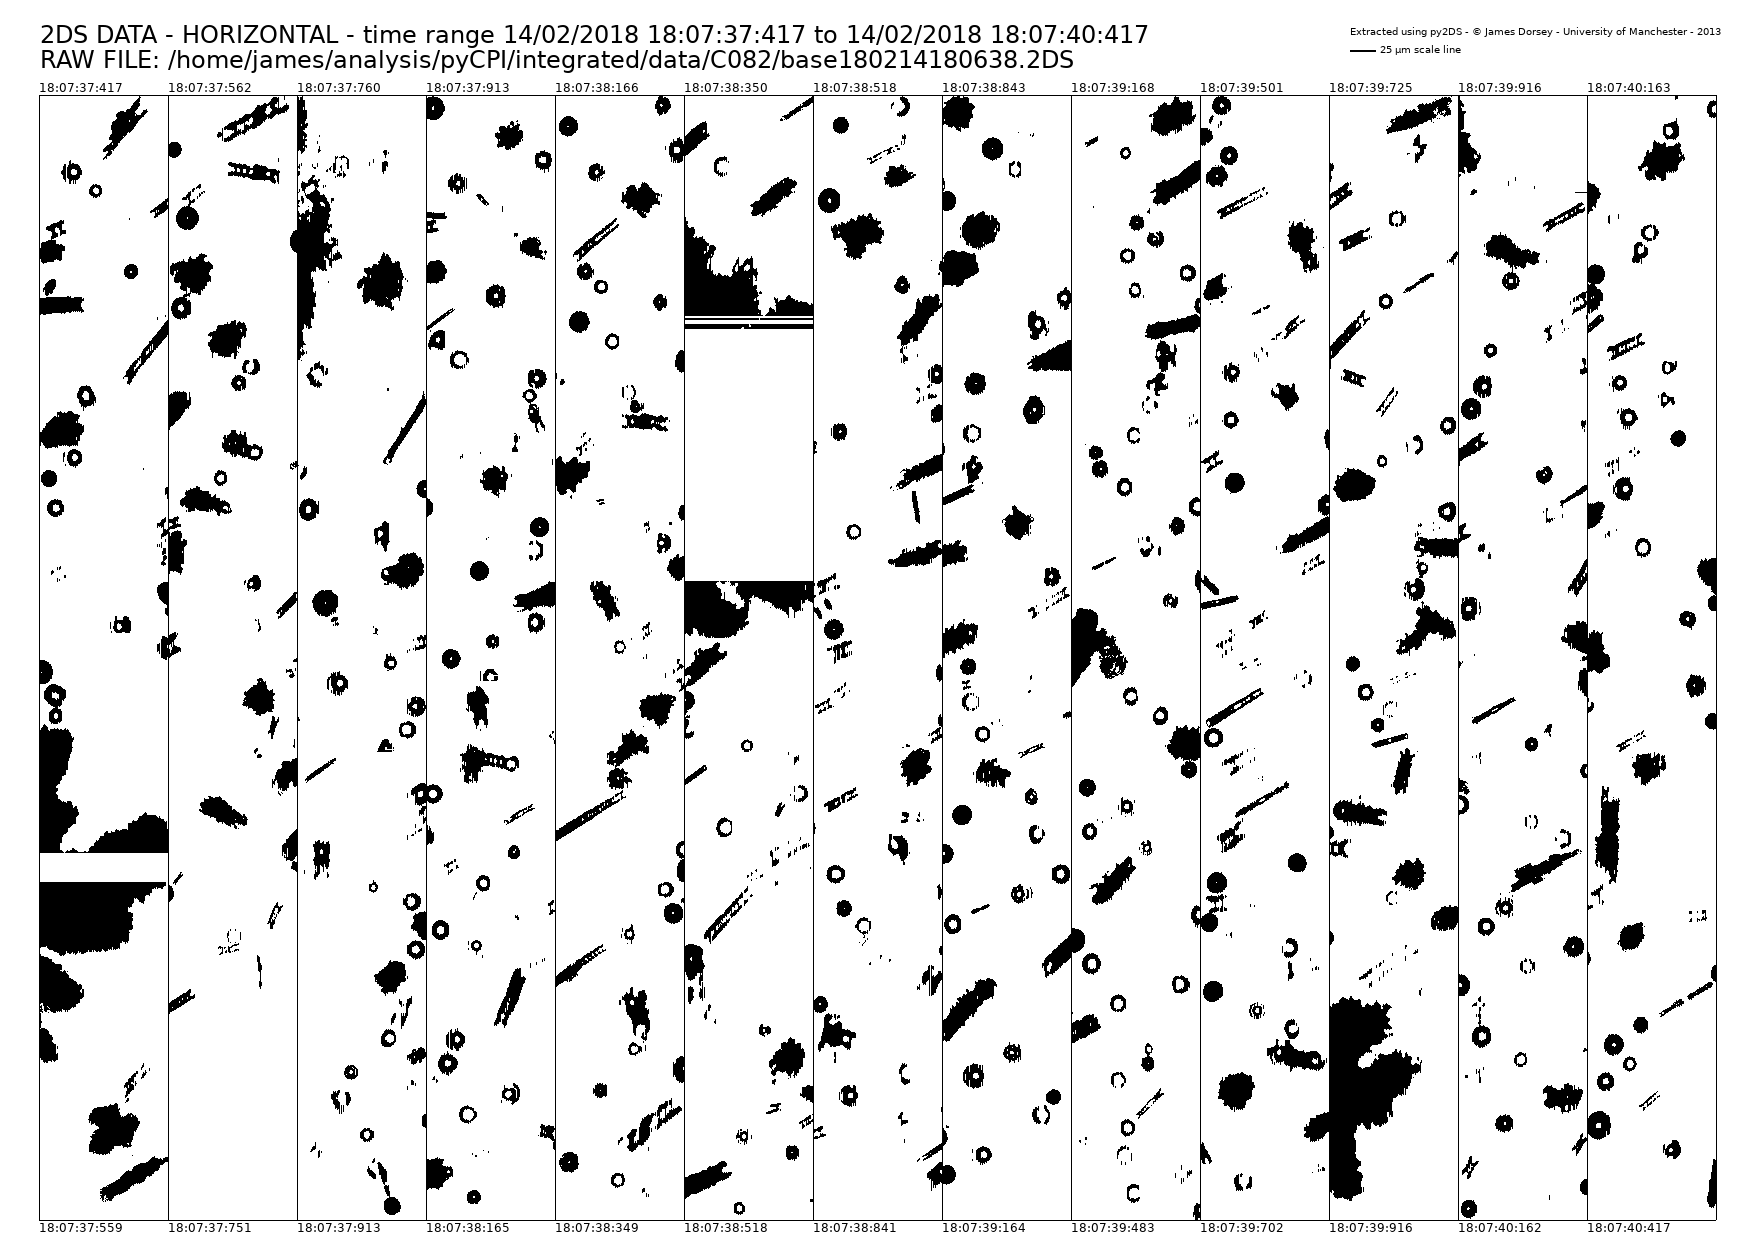 2DS DATA - HORIZONTAL - time range 14/02/2018 18:07:37:417 to 14/02/2018 18:07:40:417
RAW FILE: /home/james/analysis/pyCPI/integrated/data/C082/base180214180638.2DS
Extracted using py2DS - © James Dorsey - University of Manchester - 2013
25 µm scale line
18:07:37:417 18:07:37:562 18:07:37:760 18:07:37:913 18:07:38:166 18:07:38:350 18:07:38:518 18:07:38:843 18:07:39:168 18:07:39:501 18:07:39:725 18:07:39:916 18:07:40:163
18:07:37:559 18:07:37:751 18:07:37:913 18:07:38:165 18:07:38:349 18:07:38:518 18:07:38:841 18:07:39:164 18:07:39:483 18:07:39:702 18:07:39:916 18:07:40:162 18:07:40:417